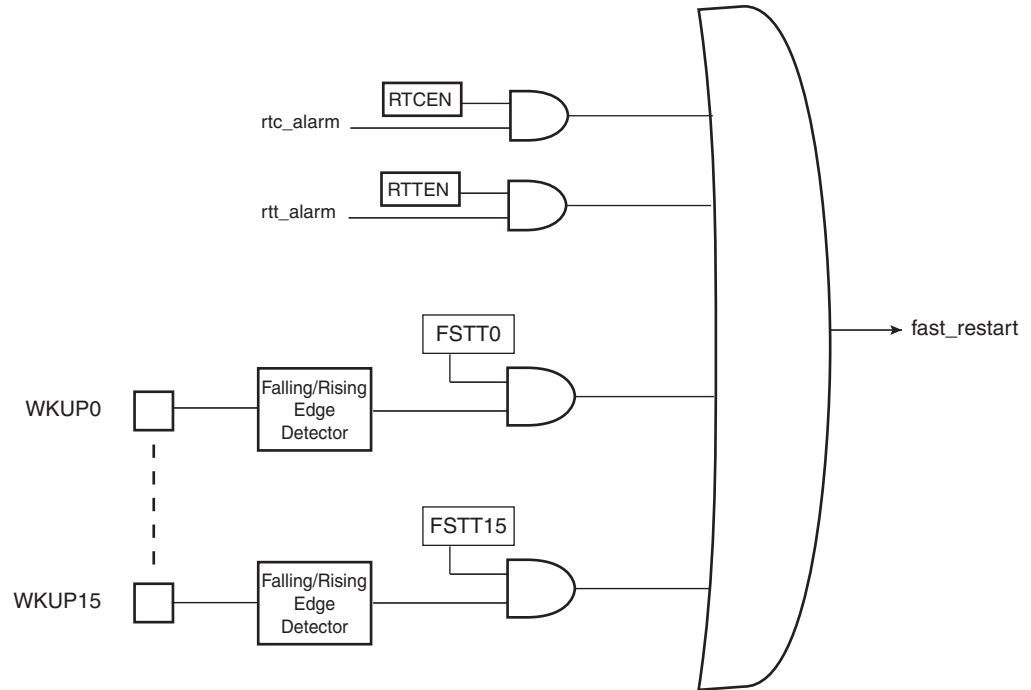 RTCEN
rtc_alarm
RTTEN
rtt_alarm
FSTT0
fast_restart
WKUP0
Falling/Rising
Edge
Detector
FSTT15
WKUP15
Falling/Rising
Edge
Detector